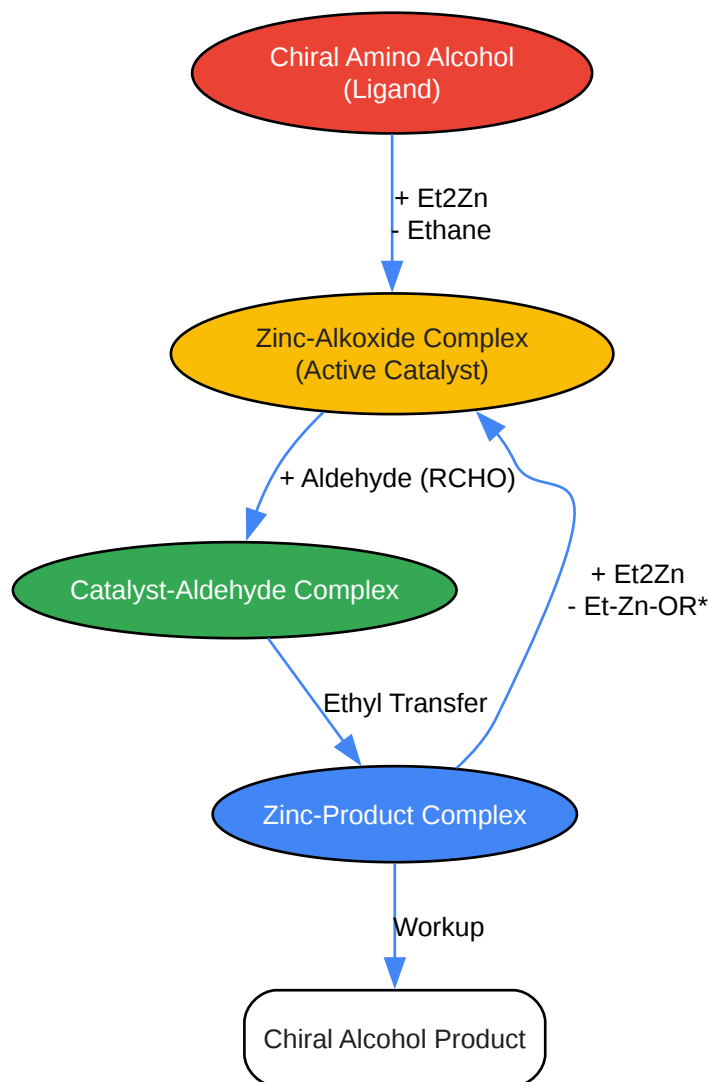 Chiral Amino Alcohol
(Ligand)
+ Et2Zn
- Ethane
Zinc-Alkoxide Complex
(Active Catalyst)
+ Aldehyde (RCHO)
Catalyst-Aldehyde Complex
+ Et2Zn
- Et-Zn-OR*
Ethyl Transfer
Zinc-Product Complex
Workup
Chiral Alcohol Product